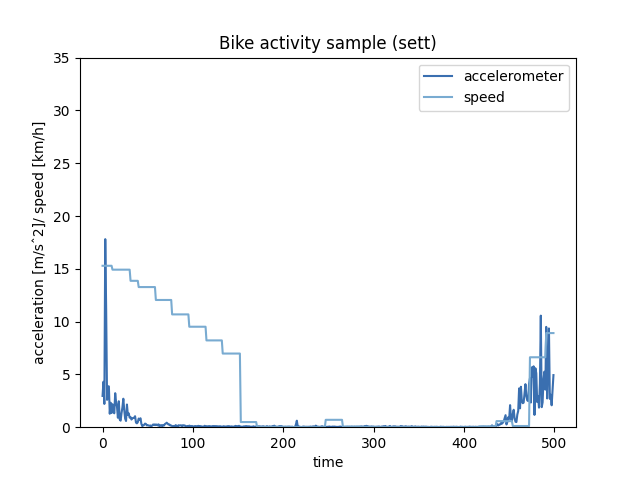 Bike activity sample (sett)
accelerometer
speed
35
30
25
20
15
10
5
0
acceleration [m/s^2]/ speed [km/h]
0 100 200 300 400 500
time